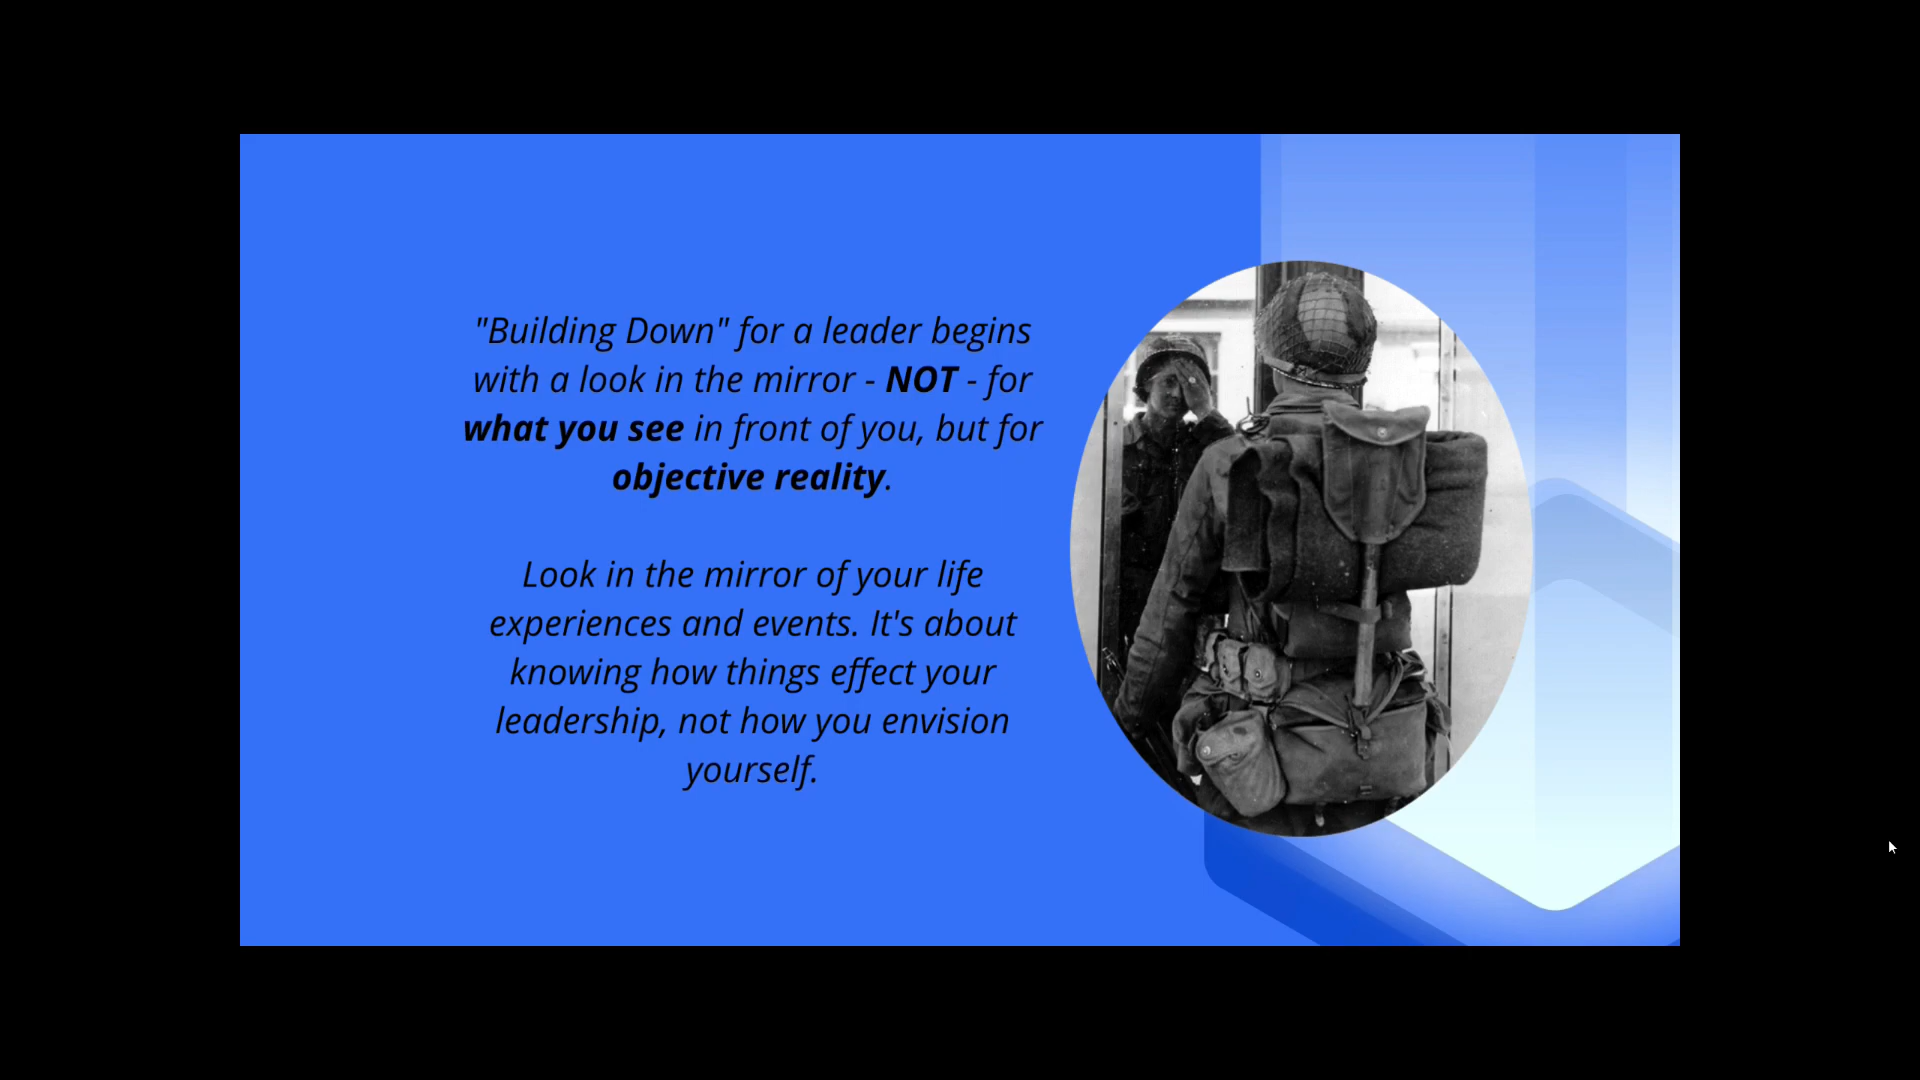 "Building Down" for a leader begins
with a look in the mirror - NOT - for
what you see in front of you, but for
objective reality.
Look in the mirror of your life
experiences and events. It's about
knowing how things effect your
leadership, not how you envision
yourself.